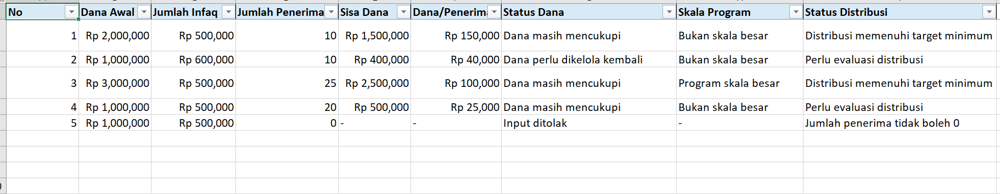 No Dana Awal Jumlah Infaq Jumlah Penerima Sisa Dana Dana/Penerima Status Dana Skala Program Status Distribusi
1 Rp 2,000,000 Rp 500,000 10 Rp 1,500,000 Rp 150,000 Dana masih mencukupi Bukan skala besar Distribusi memenuhi target minimum
2 Rp 1,000,000 Rp 600,000 10 Rp 400,000 Rp 40,000 Dana perlu dikelola kembali Bukan skala besar Perlu evaluasi distribusi
3 Rp 3,000,000 Rp 500,000 25 Rp 2,500,000 Rp 100,000 Dana masih mencukupi Program skala besar Distribusi memenuhi target minimum
4 Rp 1,000,000 Rp 500,000 20 Rp 500,000 Rp 25,000 Dana masih mencukupi Bukan skala besar Perlu evaluasi distribusi
5 Rp 1,000,000 Rp 500,000 0 - - Input ditolak - Jumlah penerima tidak boleh 0